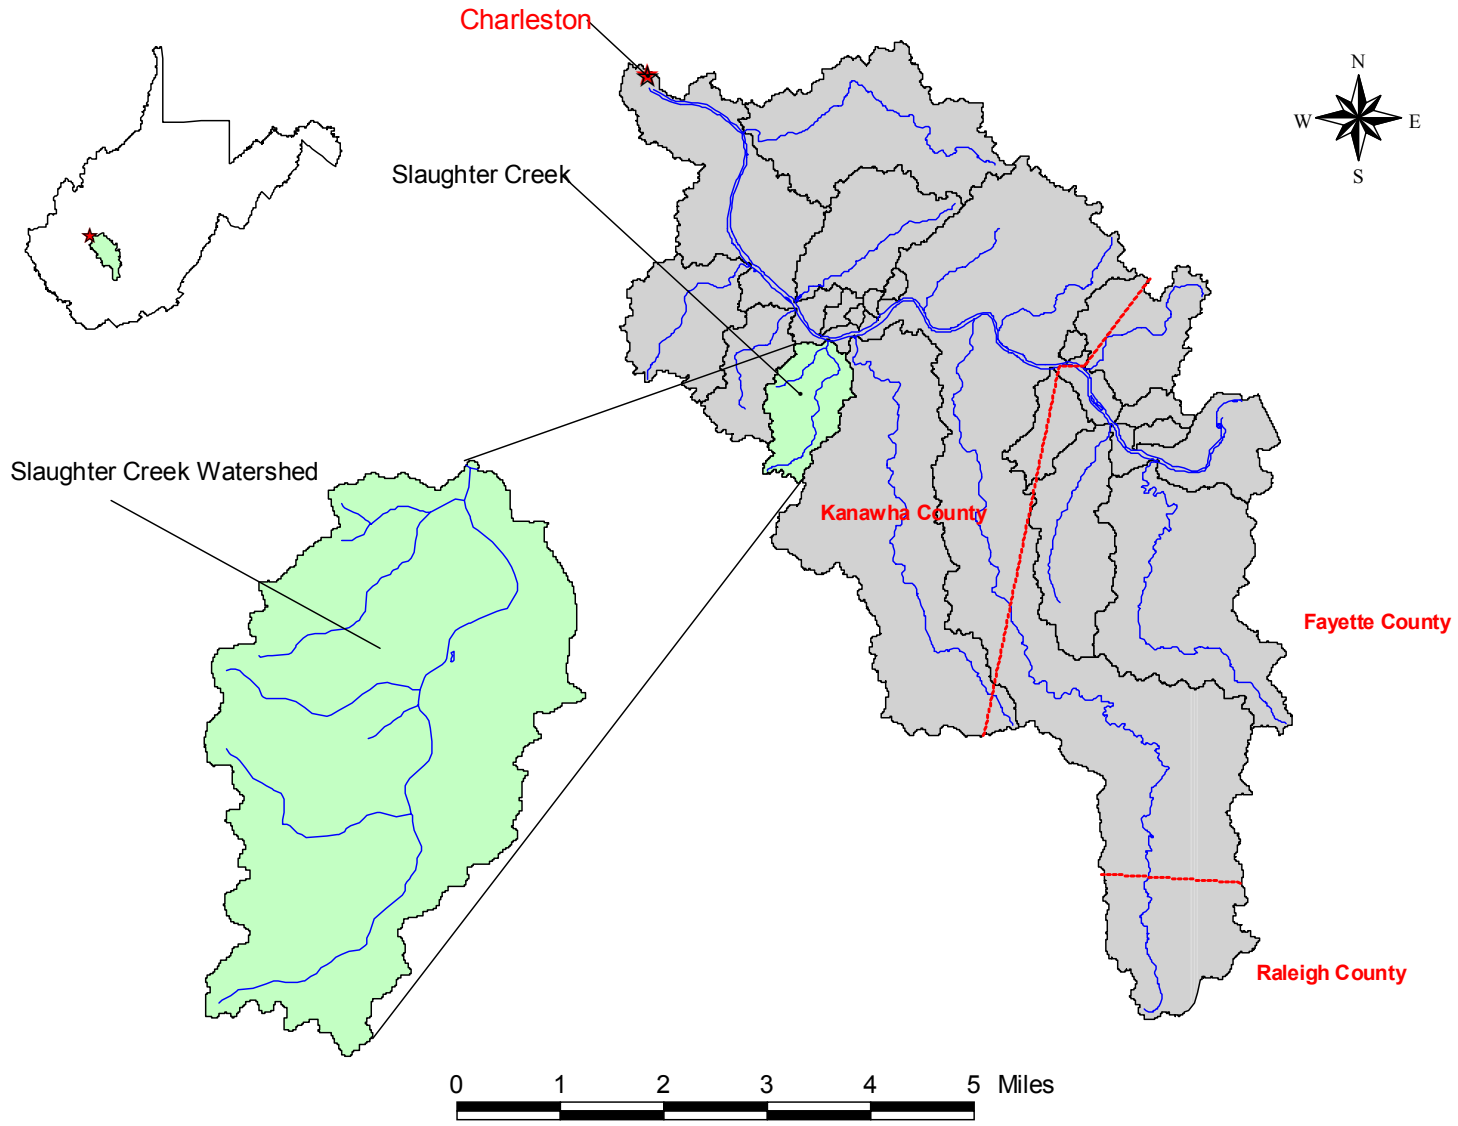 Charleston
N
W
E
S
Slaughter Creek
Slaughter Creek Watershed
Kanawha County
Fayette County
Raleigh County
0 1 2 3 4 5 Miles